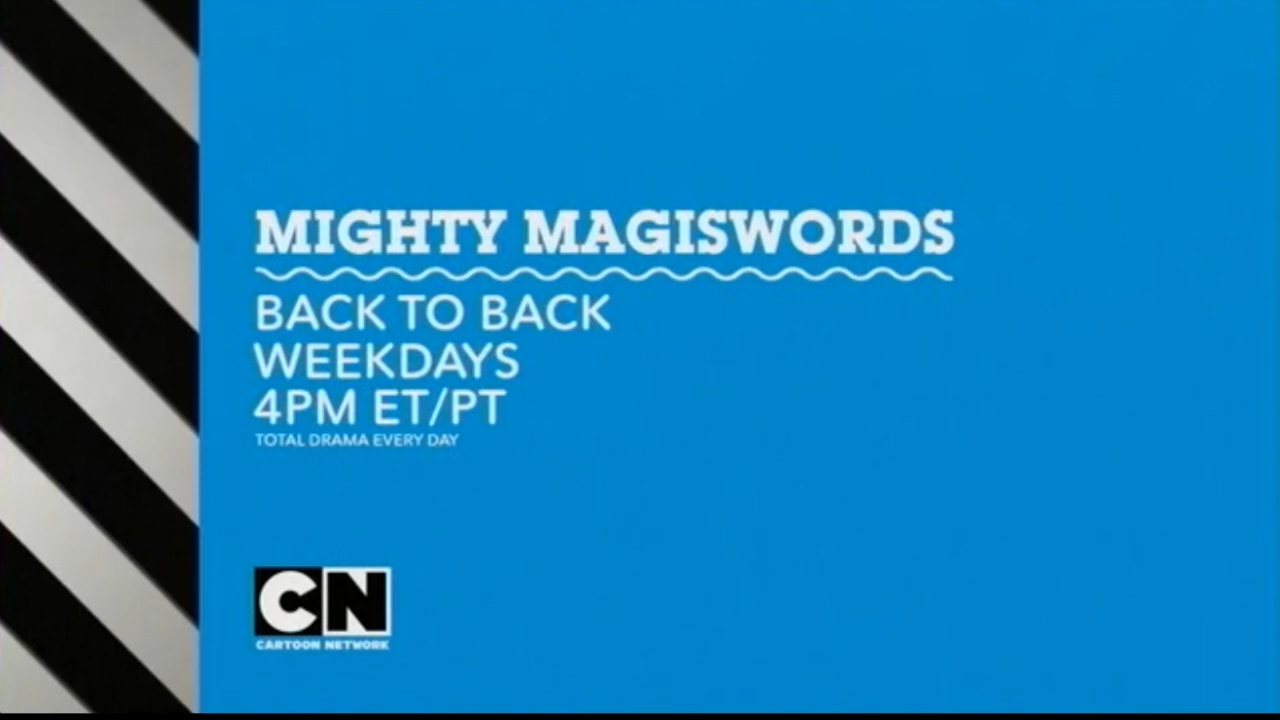 MIGHTY MAGISWORDS
BACK TO BACK
WEEKDAYS
4PM ET/PT
TOTAL DRAMA EVERY DAY
CN
CARTOON NETWORK